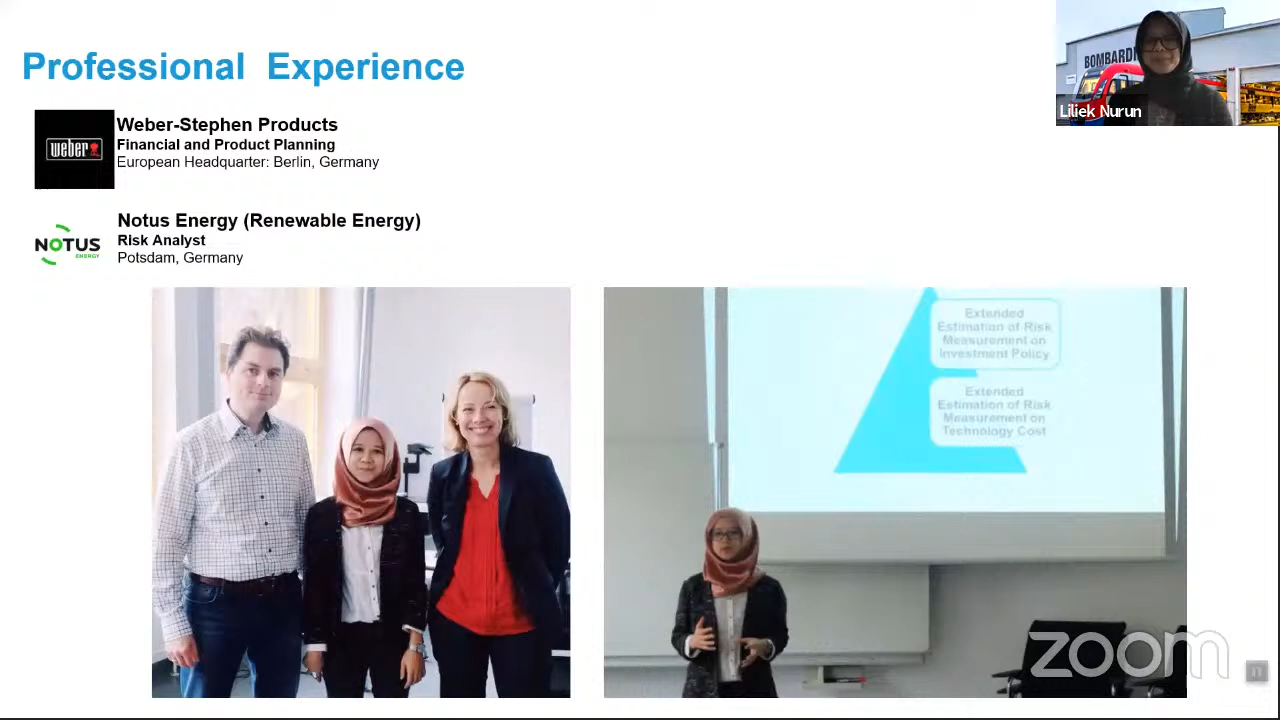 Professional Experience
BOMBARDI
Liliek Nurun
weber
Weber-Stephen Products
Financial and Product Planning
European Headquarter: Berlin, Germany
NOTUS
ENERGY
Notus Energy (Renewable Energy)
Risk Analyst
Potsdam, Germany
Extended
Estimation of Risk
Measurement on
Investment Policy
Extended
Estimation of Risk
Measurement on
Technology Cost
zoom